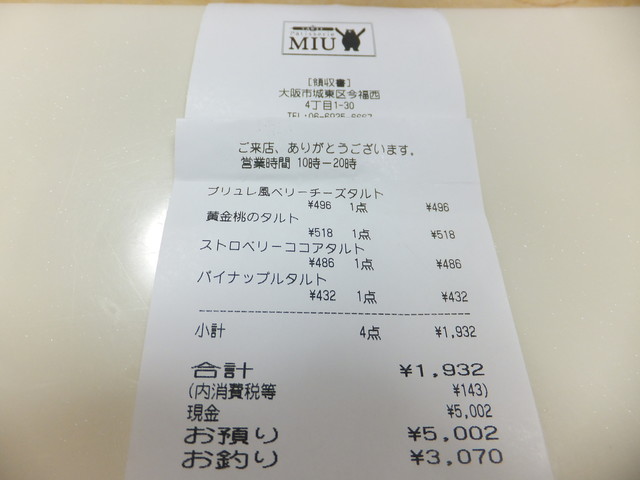 Patisserie
MIU
[領収書]
大阪市城東区今福西
4丁目1-30
TEL:06-6935-6667
ご来店、ありがとうございます。
営業時間 10時-20時
ブリュレ風ベリーチーズタルト
¥496 1点 ¥496
黄金桃のタルト
¥518 1点 ¥518
ストロベリーココアタルト
¥486 1点 ¥486
パイナップルタルト
¥432 1点 ¥432
小計 4点 ¥1,932
合計 ¥1,932
(内消費税等 ¥143)
現金 ¥5,002
お預り ¥5,002
お釣り ¥3,070